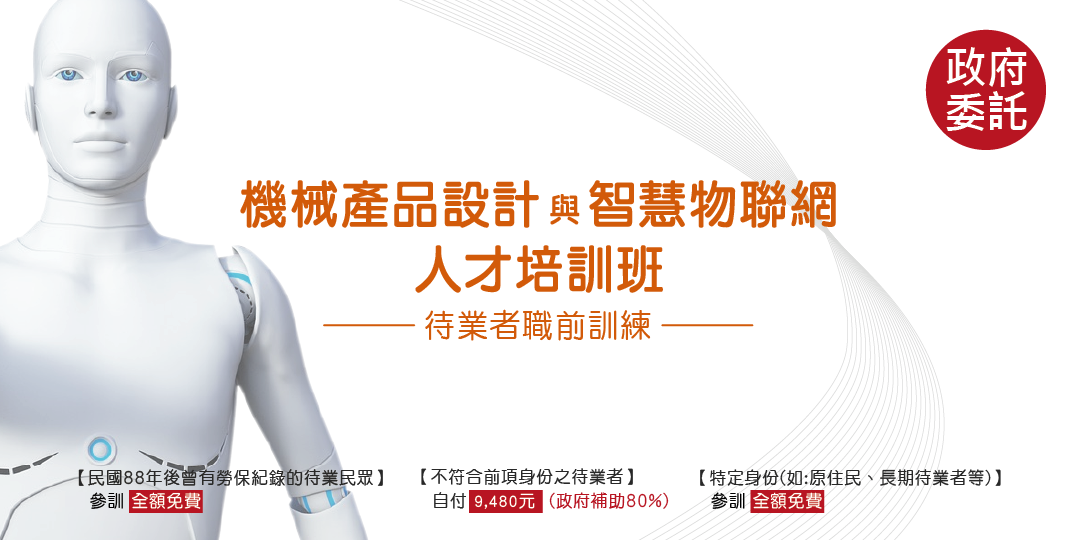 政府
委託
機械產品設計與智慧物聯網
人才培訓班
待業者職前訓練
【民國88年後曾有勞保紀錄的待業民眾】
參訓 全額免費
【不符合前項身份之待業者】
自付 9,480元 (政府補助80%)
【特定身份(如:原住民、長期待業者等)】
參訓 全額免費